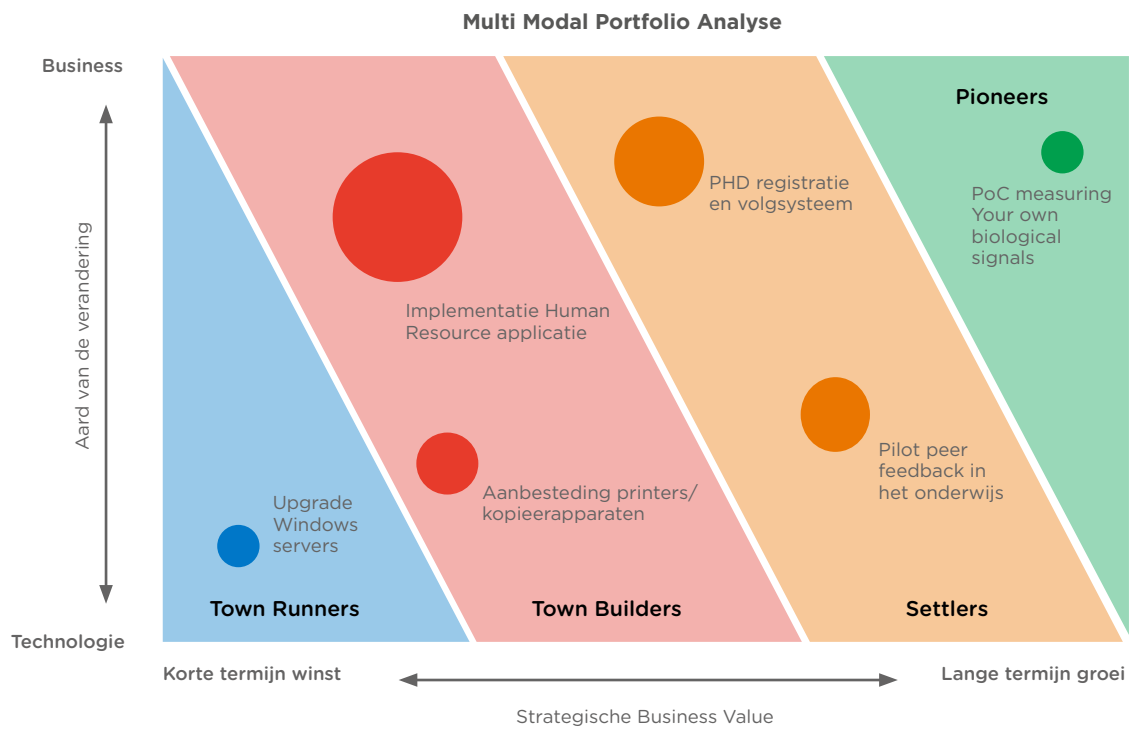 Multi Modal Portfolio Analyse
Business
Pioneers
PHD registratie
en volgsysteem
PoC measuring
Your own
biological
signals
Aard van de verandering
Implementatie Human
Resource applicatie
Pilot peer
feedback in
het onderwijs
Aanbesteding printers/
kopieerapparaten
Upgrade
Windows
servers
Town Runners
Town Builders
Settlers
Technologie
Korte termijn winst
Lange termijn groei
Strategische Business Value